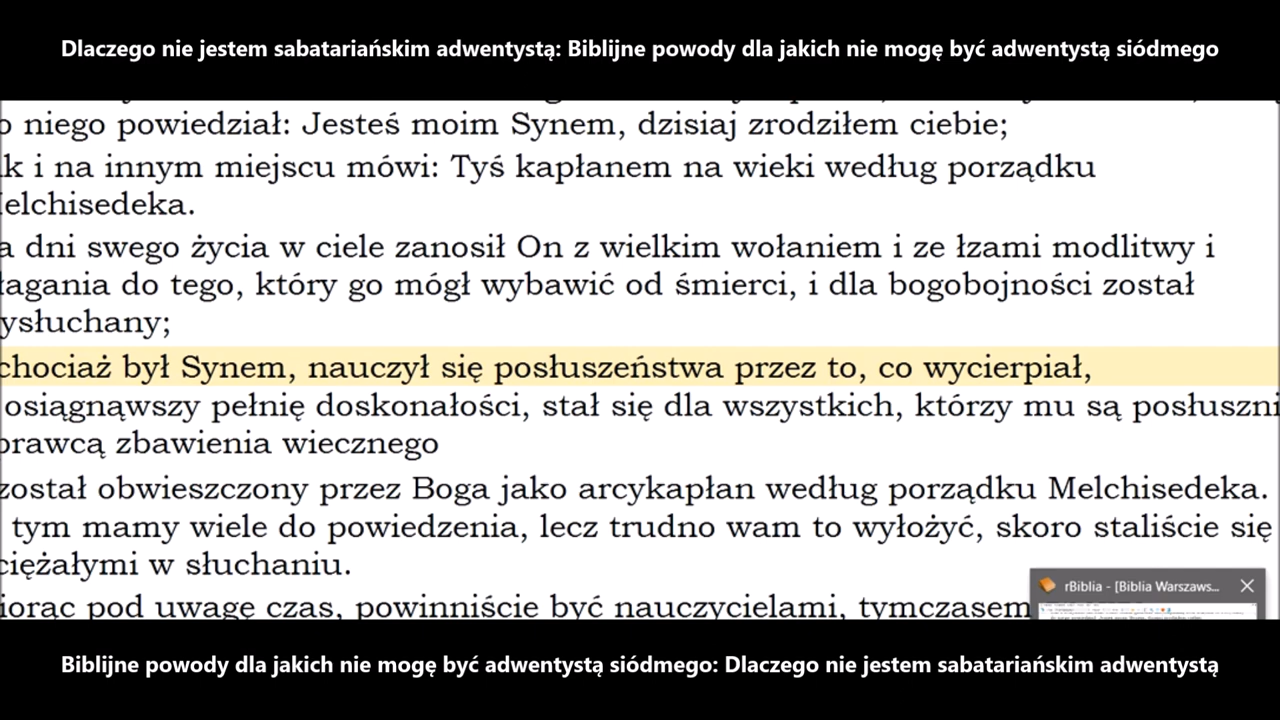 Dlaczego nie jestem sabatariańskim adwentystą: Biblijne powody dla jakich nie mogę być adwentystą siódmego
niego powiedział: Jesteś moim Synem, dzisiaj zrodziłem ciebie;
i na innym miejscu mówi: Tyś kapłanem na wieki według porządku
elchisedeka.
dni swego życia w ciele zanosił On z wielkim wołaniem i ze łzami modlitwy i
agania do tego, który go mógł wybawić od śmierci, i dla bogobojności został
ysłuchany;
chociaż był Synem, nauczył się posłuszeństwa przez to, co wycierpiał,
osiągnąwszy pełnię doskonałości, stał się dla wszystkich, którzy mu są posłuszni
prawcą zbawienia wiecznego
został obwieszczony przez Boga jako arcykapłan według porządku Melchisedeka.
tym mamy wiele do powiedzenia, lecz trudno wam to wyłożyć, skoro staliście się
ciężałymi w słuchaniu.
iorąc pod uwagę czas, powinniście być nauczycielami, tymczasem
rBiblia - [Biblia Warszaws...
Biblijne powody dla jakich nie mogę być adwentystą siódmego: Dlaczego nie jestem sabatariańskim adwentystą